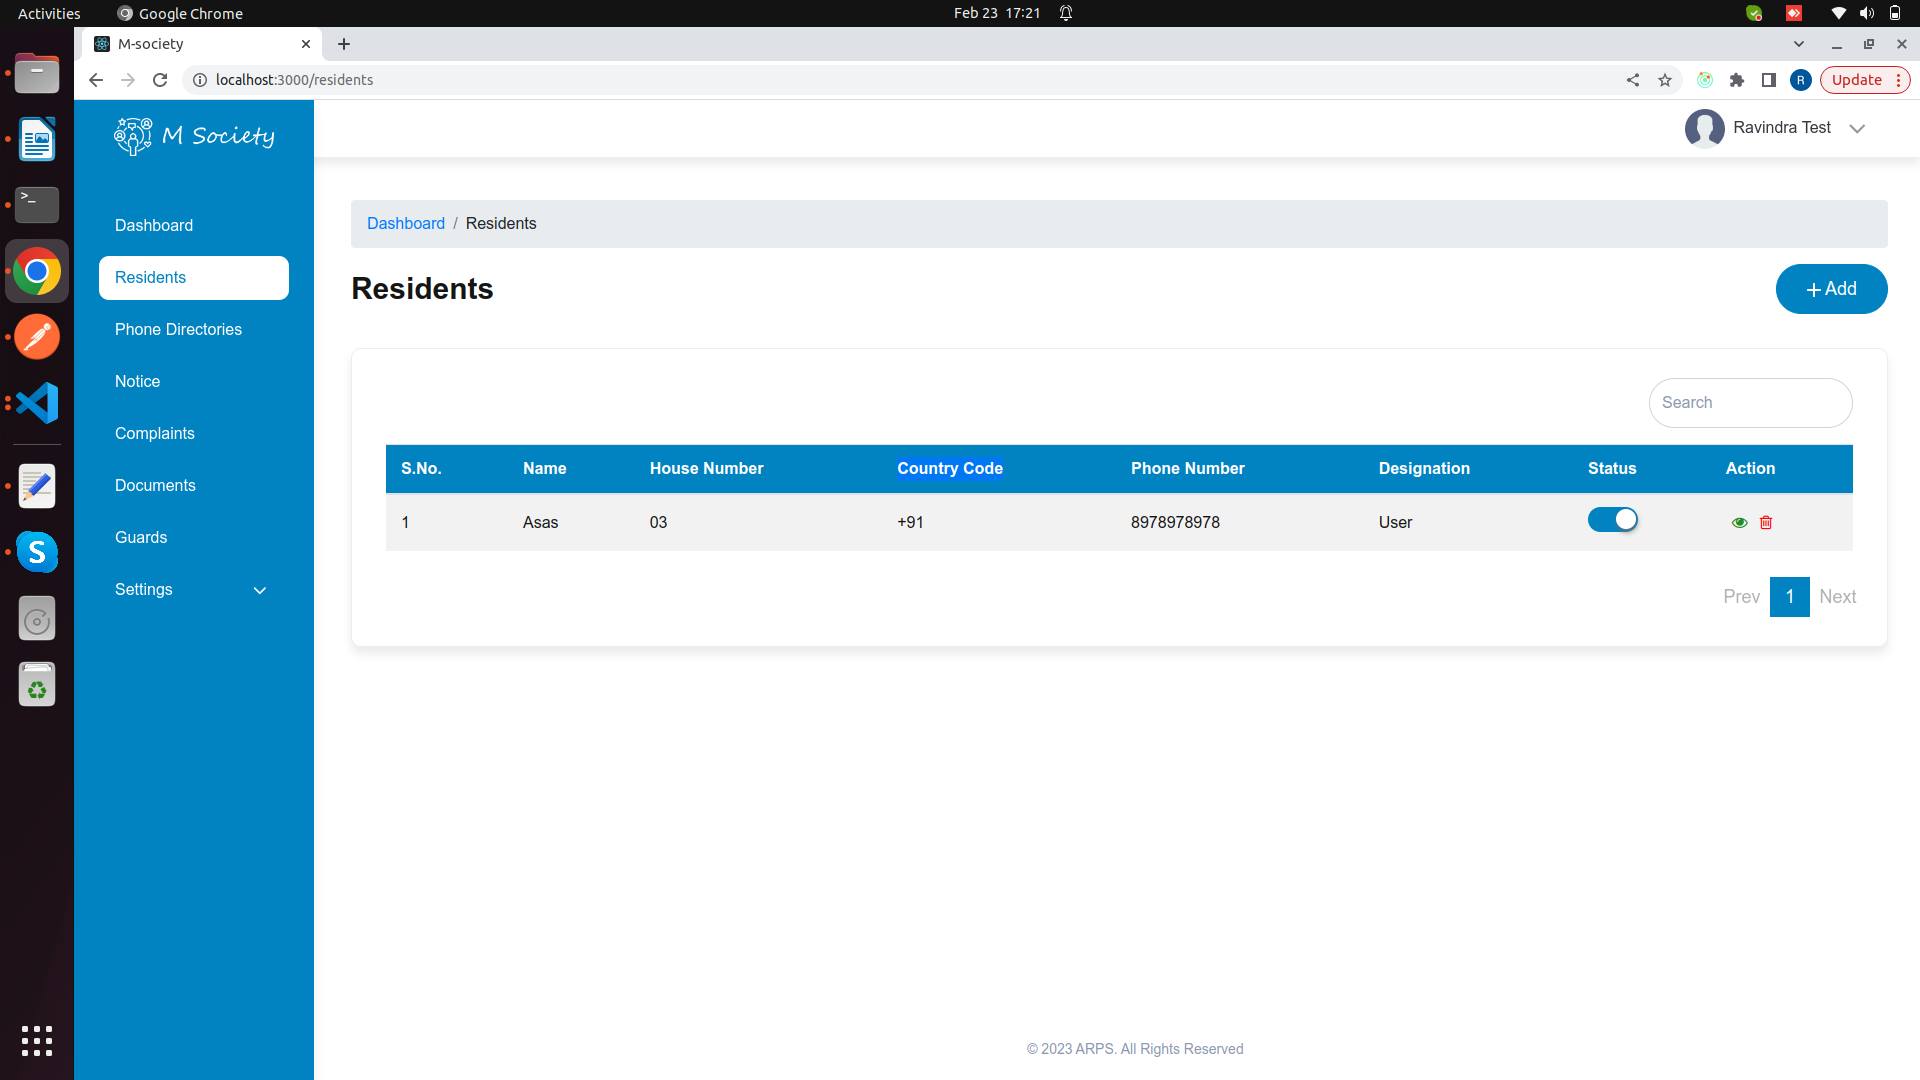 Activities Google Chrome Feb 23 17:21
M-society
localhost:3000/residents R Update
M Society Ravindra Test
Dashboard
Residents
Phone Directories
Notice
Complaints
Documents
Guards
Settings
Dashboard / Residents
Residents + Add
Search
S.No. Name House Number Country Code Phone Number Designation Status Action
1 Asas 03 +91 8978978978 User
Prev 1 Next
© 2023 ARPS. All Rights Reserved